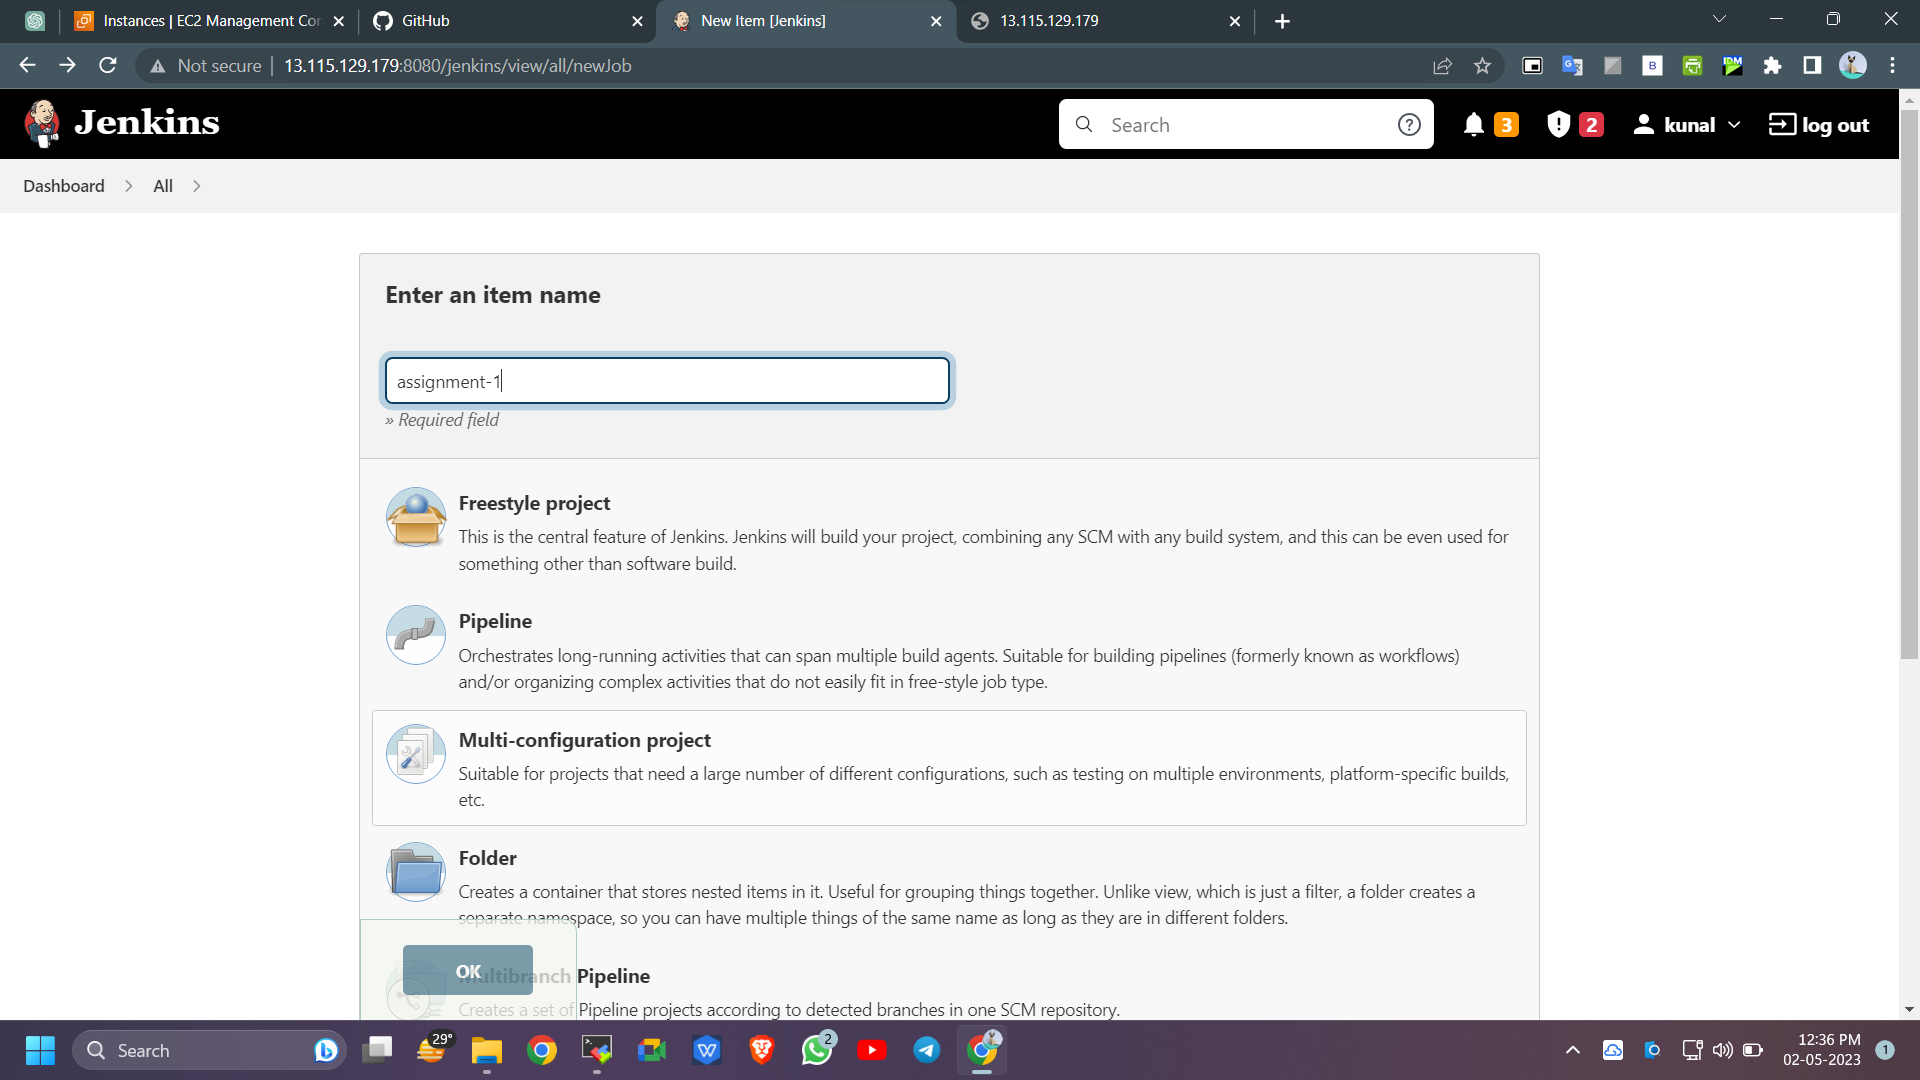 Instances | EC2 Management Con
GitHub
New Item [Jenkins]
13.115.129.179
Not secure
13.115.129.179:8080/jenkins/view/all/newJob
B
IDM
Jenkins
Search
3
2
kunal
log out
Dashboard
All
Enter an item name
assignment-1
» Required field
Freestyle project
This is the central feature of Jenkins. Jenkins will build your project, combining any SCM with any build system, and this can be even used for
something other than software build.
Pipeline
Orchestrates long-running activities that can span multiple build agents. Suitable for building pipelines (formerly known as workflows)
and/or organizing complex activities that do not easily fit in free-style job type.
Multi-configuration project
Suitable for projects that need a large number of different configurations, such as testing on multiple environments, platform-specific builds,
etc.
Folder
Creates a container that stores nested items in it. Useful for grouping things together. Unlike view, which is just a filter, a folder creates a
separate namespace, so you can have multiple things of the same name as long as they are in different folders.
OK
Multibranch Pipeline
Creates a set of Pipeline projects according to detected branches in one SCM repository.
Search
29°
2
12:36 PM
02-05-2023
1